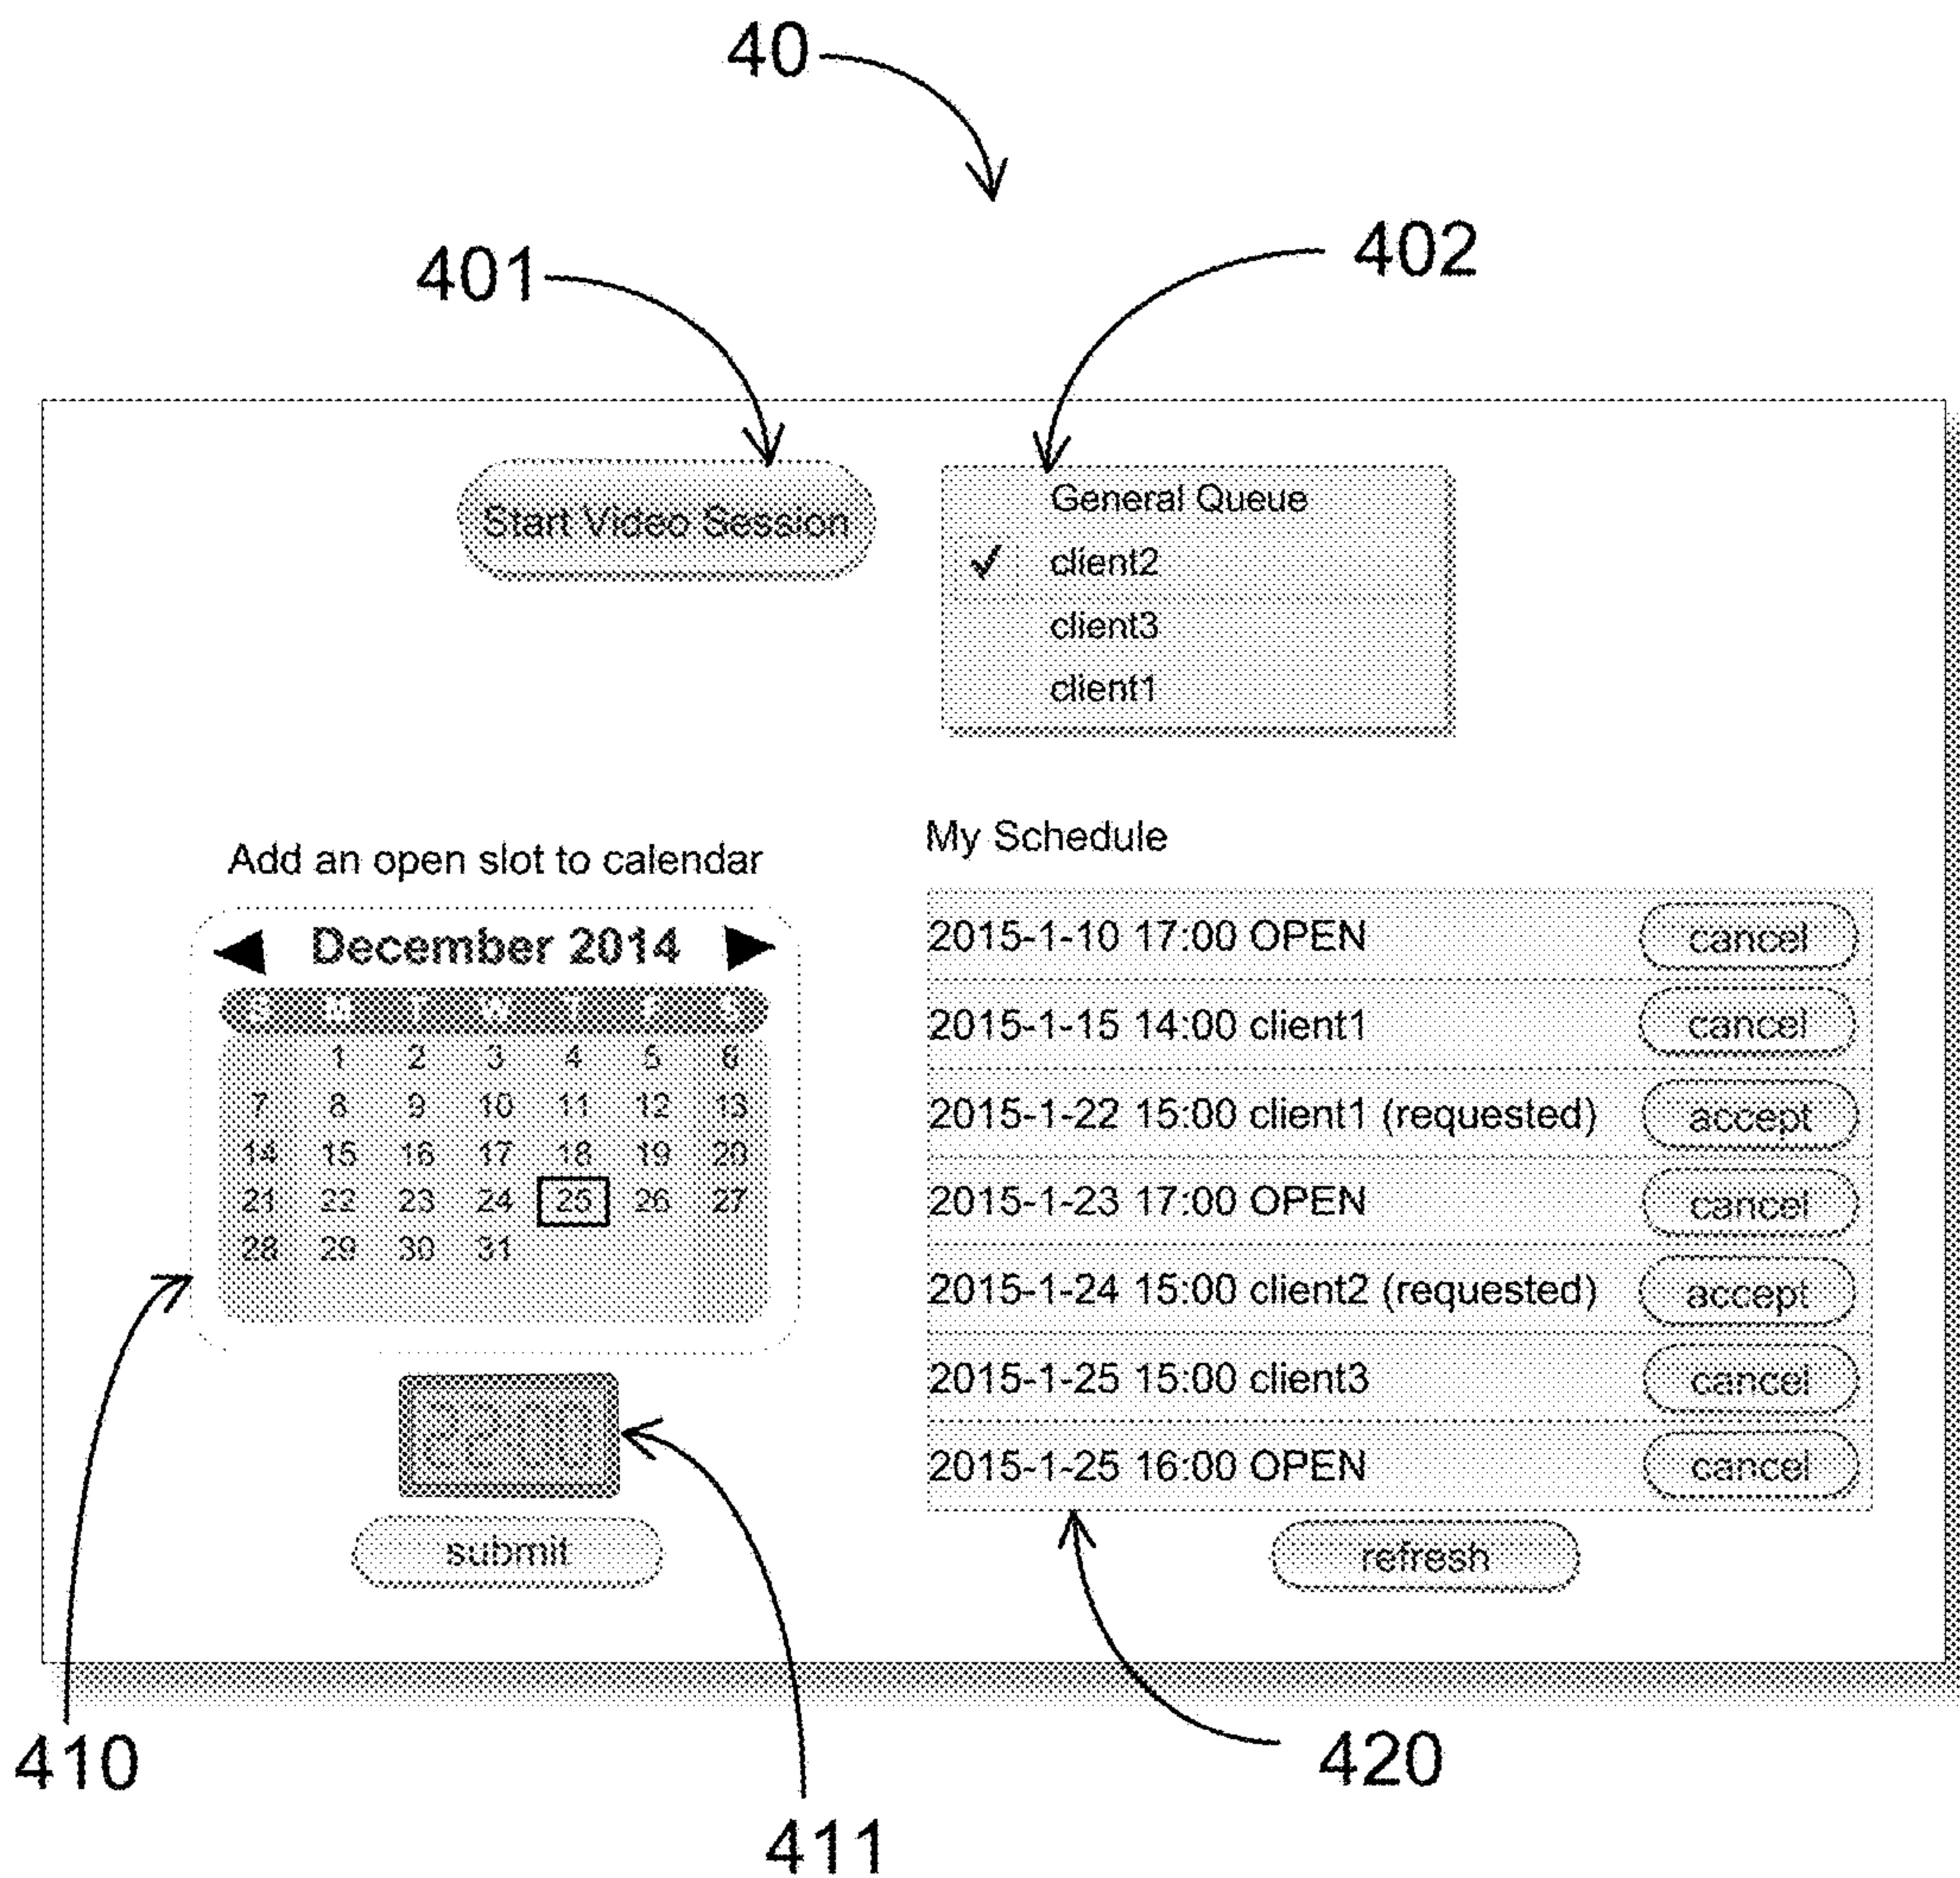 40
401
402
Start Video Session
General Queue
✓ client2
client3
client1
Add an open slot to calendar
December 2014
S M T W T F S
1 2 3 4 5 6
7 8 9 10 11 12 13
14 15 16 17 18 19 20
21 22 23 24 25 26 27
28 29 30 31
submit
My Schedule
2015-1-10 17:00 OPEN cancel
2015-1-15 14:00 client1 cancel
2015-1-22 15:00 client1 (requested) accept
2015-1-23 17:00 OPEN cancel
2015-1-24 15:00 client2 (requested) accept
2015-1-25 15:00 client3 cancel
2015-1-25 16:00 OPEN cancel
refresh
410
411
420